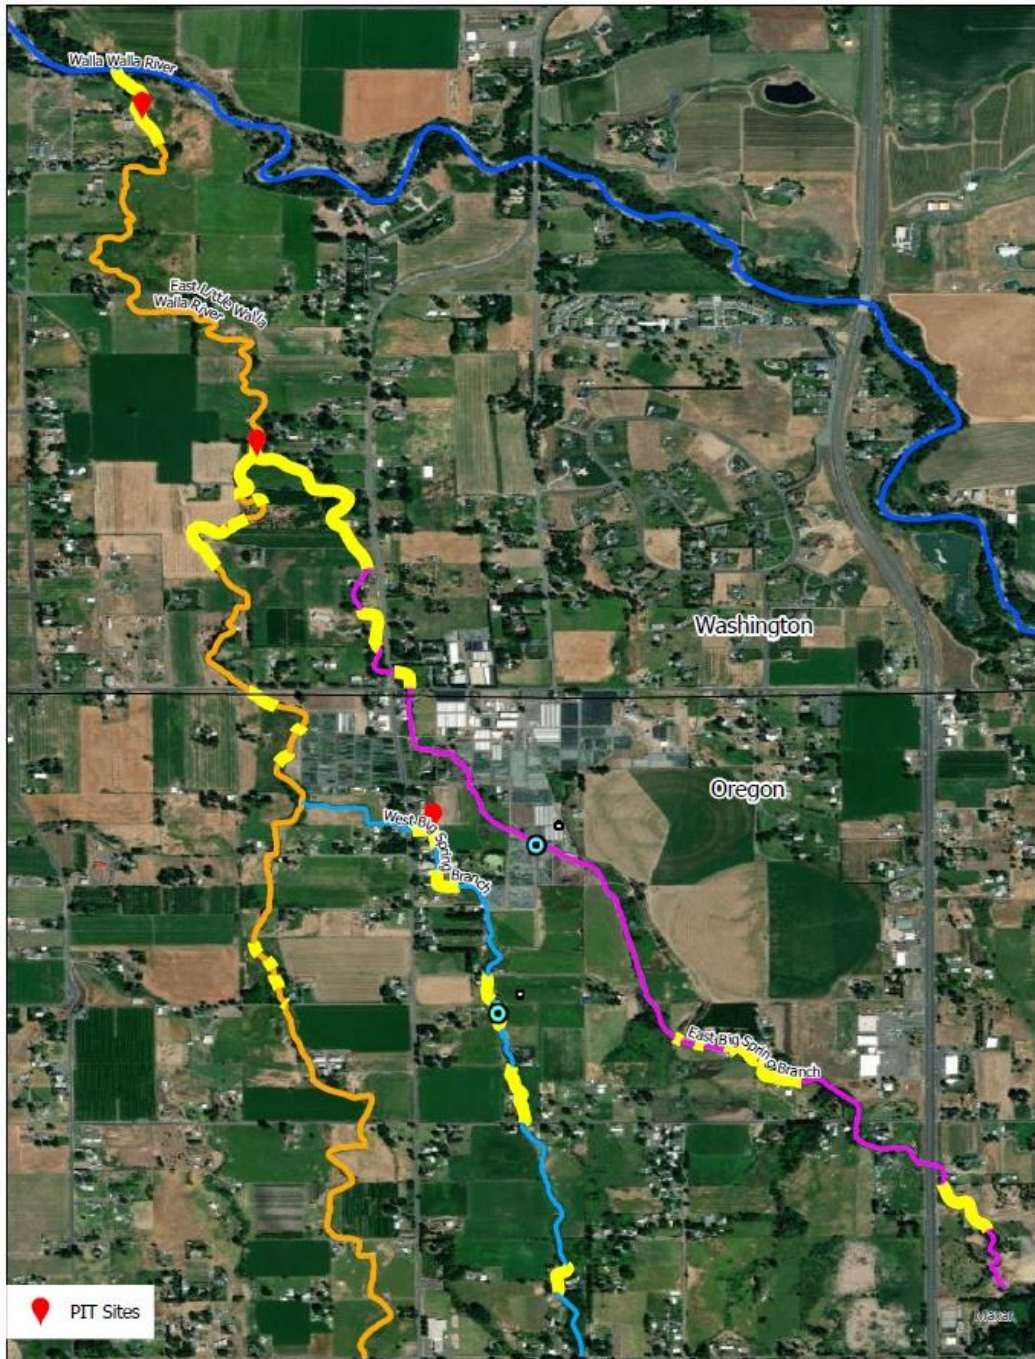 Walla Walla River
East Little Walla
Walla River
Washington
Oregon
West Big Spring
Branch
East Big Spring
Branch
PIT Sites
Maxar